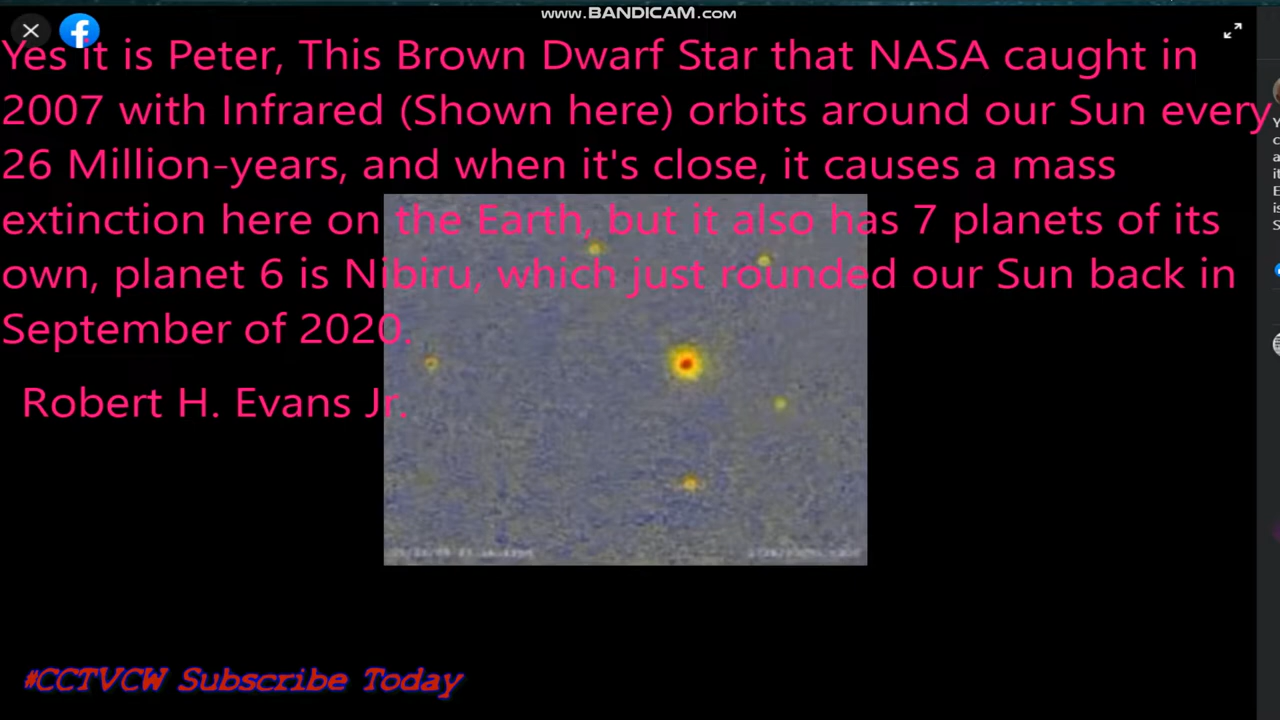 www.BANDICAM.com
Yes it is Peter, This Brown Dwarf Star that NASA caught in
2007 with Infrared (Shown here) orbits around our Sun every
26 Million-years, and when it's close, it causes a mass
extinction here on the Earth, but it also has 7 planets of its
own, planet 6 is Nibiru, which just rounded our Sun back in
September of 2020.
Robert H. Evans Jr.
#CCTVCW Subscribe Today